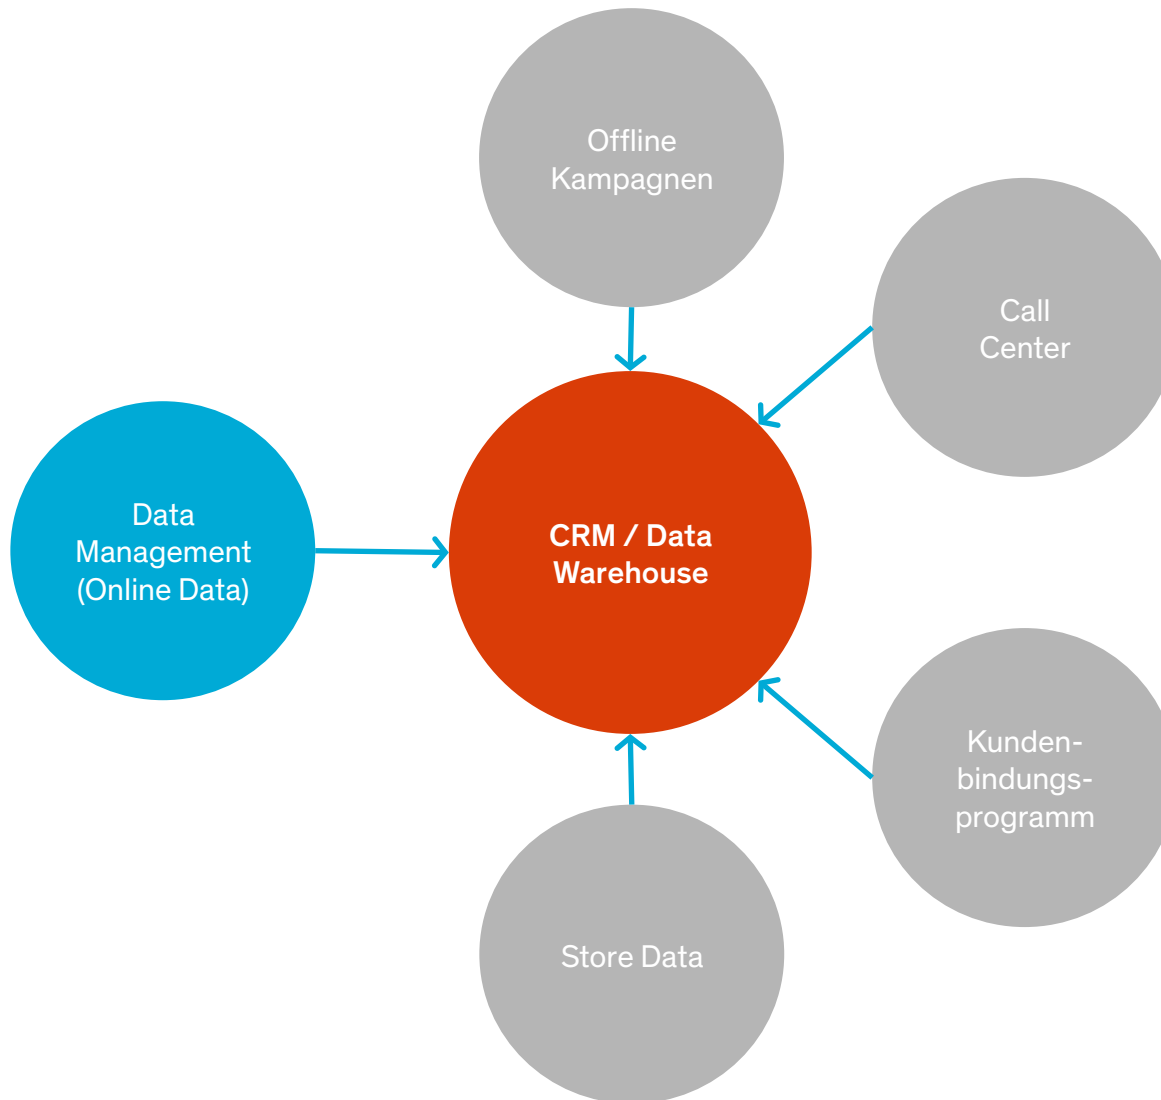 Offline
Kampagnen
Call
Center
Data
Management
(Online Data)
CRM / Data
Warehouse
Kunden-
bindungs-
programm
Store Data